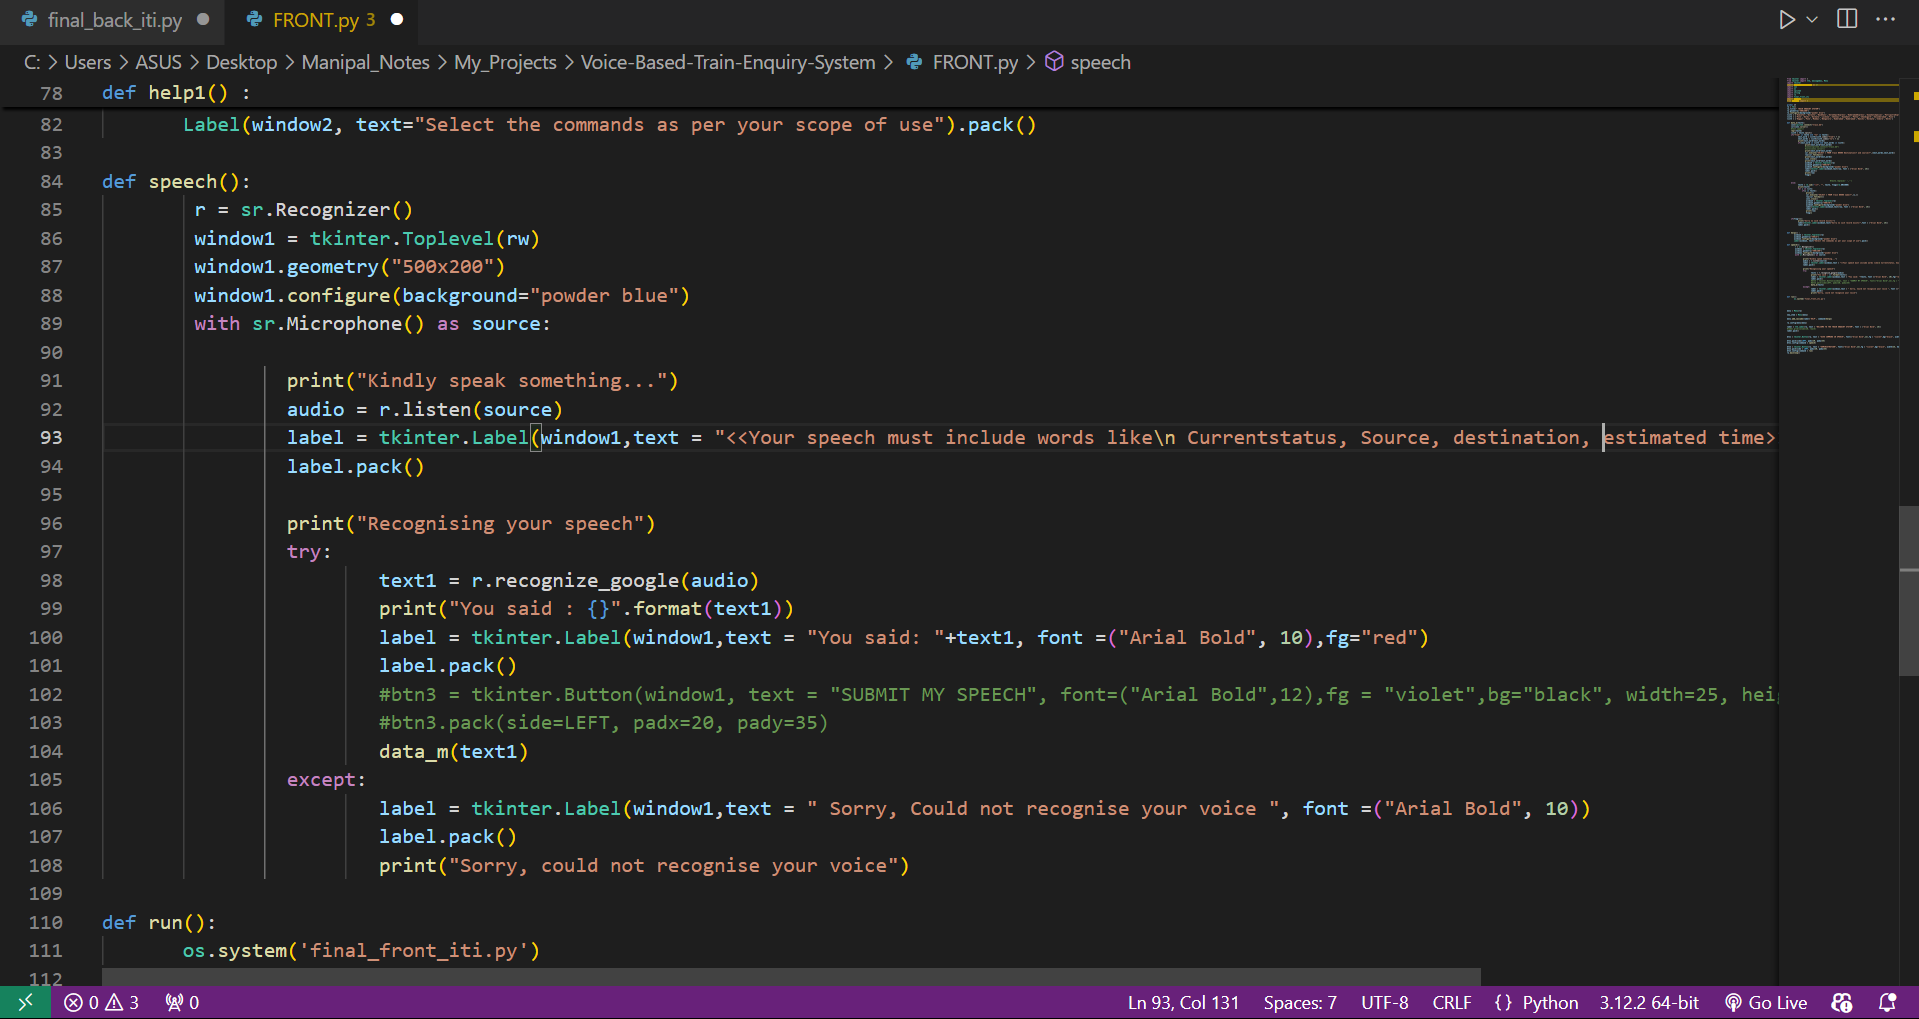 final_back_iti.py
FRONT.py 3
C: > Users > ASUS > Desktop > Manipal_Notes > My_Projects > Voice-Based-Train-Enquiry-System > FRONT.py > speech
78 def help1() :
82 Label(window2, text="Select the commands as per your scope of use").pack()
83
84 def speech():
85 r = sr.Recognizer()
86 window1 = tkinter.Toplevel(rw)
87 window1.geometry("500x200")
88 window1.configure(background="powder blue")
89 with sr.Microphone() as source:
90
91 print("Kindly speak something...")
92 audio = r.listen(source)
93 label = tkinter.Label(window1,text = "<<Your speech must include words like\n Currentstatus, Source, destination, estimated time>
94 label.pack()
95
96 print("Recognising your speech")
97 try:
98 text1 = r.recognize_google(audio)
99 print("You said : {}".format(text1))
100 label = tkinter.Label(window1,text = "You said: "+text1, font =("Arial Bold", 10),fg="red")
101 label.pack()
102 #btn3 = tkinter.Button(window1, text = "SUBMIT MY SPEECH", font=("Arial Bold",12),fg = "violet",bg="black", width=25, hei
103 #btn3.pack(side=LEFT, padx=20, pady=35)
104 data_m(text1)
105 except:
106 label = tkinter.Label(window1,text = " Sorry, Could not recognise your voice ", font =("Arial Bold", 10))
107 label.pack()
108 print("Sorry, could not recognise your voice")
109
110 def run():
111 os.system('final_front_iti.py')
112
0 3 0 Ln 93, Col 131 Spaces: 7 UTF-8 CRLF {} Python 3.12.2 64-bit Go Live